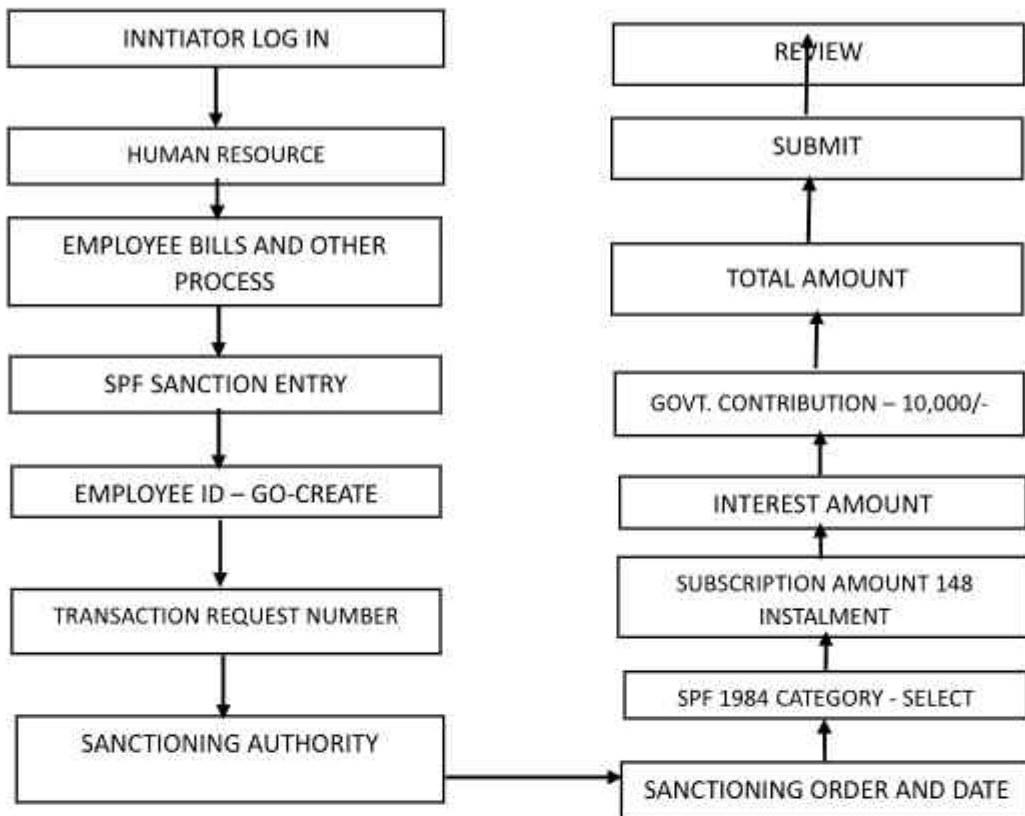 INNTIATOR LOG IN
HUMAN RESOURCE
EMPLOYEE BILLS AND OTHER
PROCESS
SPF SANCTION ENTRY
EMPLOYEE ID – GO-CREATE
TRANSACTION REQUEST NUMBER
SANCTIONING AUTHORITY
SANCTIONING ORDER AND DATE
SPF 1984 CATEGORY - SELECT
SUBSCRIPTION AMOUNT 148
INSTALMENT
INTEREST AMOUNT
GOVT. CONTRIBUTION – 10,000/-
TOTAL AMOUNT
SUBMIT
REVIEW